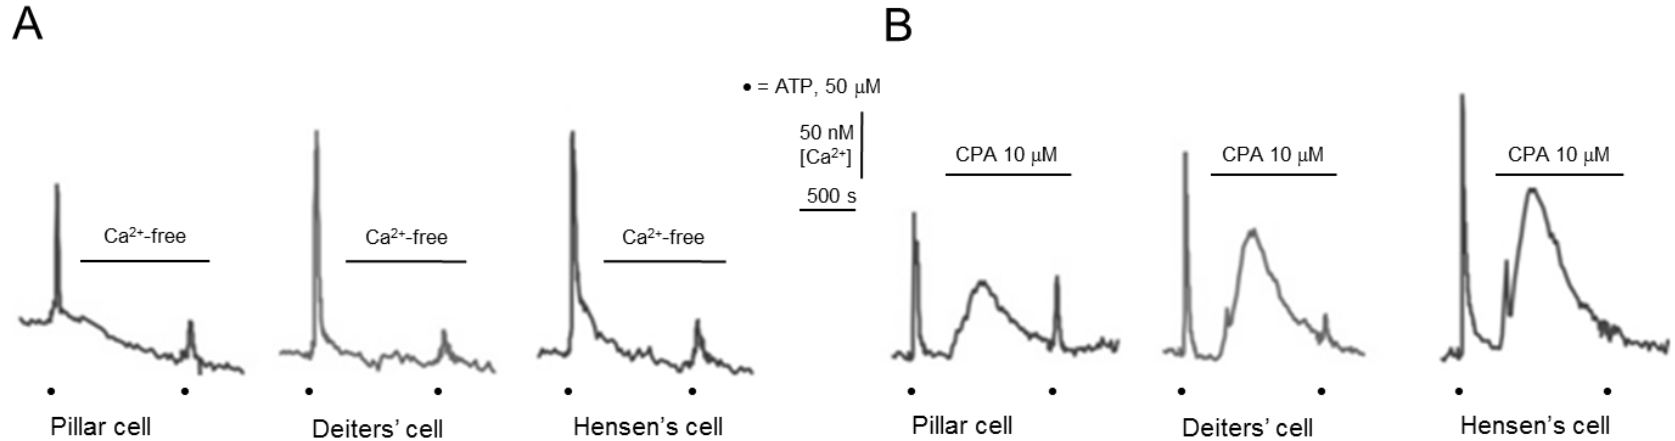 A
B
• = ATP, 50 μM
50 nM
[Ca²⁺]
500 s
Ca²⁺-free
Ca²⁺-free
Ca²⁺-free
CPA 10 μM
CPA 10 μM
CPA 10 μM
Pillar cell
Deiters’ cell
Hensen’s cell
Pillar cell
Deiters’ cell
Hensen’s cell